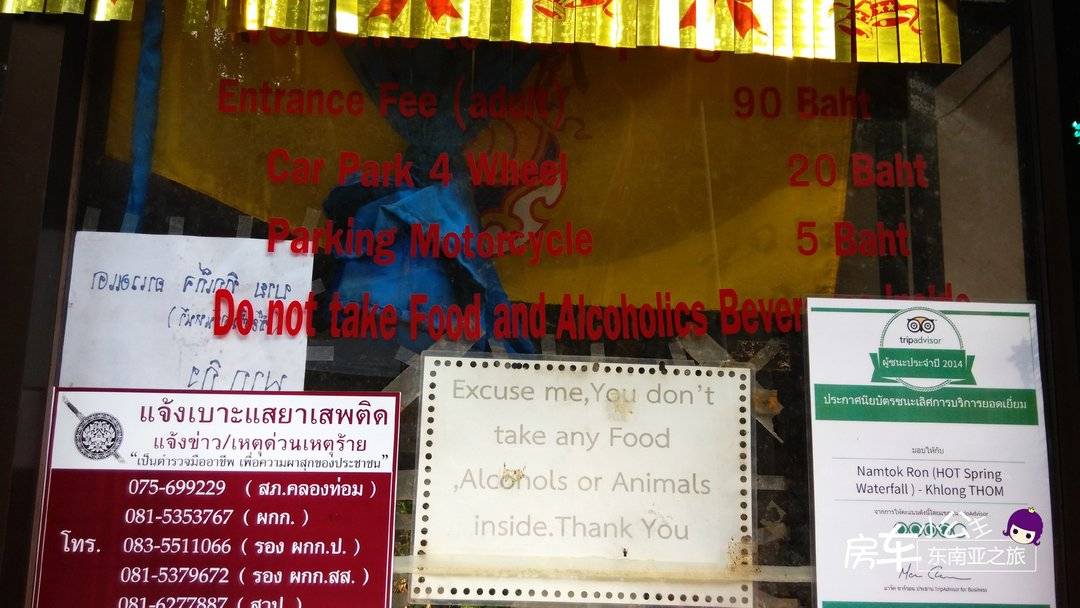 Welcome to
Entrance Fee (adult) 90 Baht
Car Park 4 Wheel 20 Baht
Parking Motorcycle 5 Baht
Do not take Food and Alcoholics
แจ้งเบาะแสยาเสพติด
แจ้งข่าว/เหตุด่วนเหตุร้าย
“เป็นตำรวจมืออาชีพ เพื่อความผาสุกของประชาชน”
075-699229 ( สภ.คลองท่อม )
081-5353767 ( ผกก. )
โทร. 083-5511066 ( รอง ผกก.ป. )
081-5379672 ( รอง ผกก.สส. )
081-6277887 ( สวป. )
Excuse me,You don't
take any Food
,Alcohols or Animals
inside.Thank You
tripadvisor
ผู้ชนะประจำปี 2014
ประกาศนียบัตรชนะเลิศการบริการยอดเยี่ยม
มอบให้กับ
Namtok Ron (HOT Spring
Waterfall ) - Khlong THOM
房车小公主
东南亚之旅